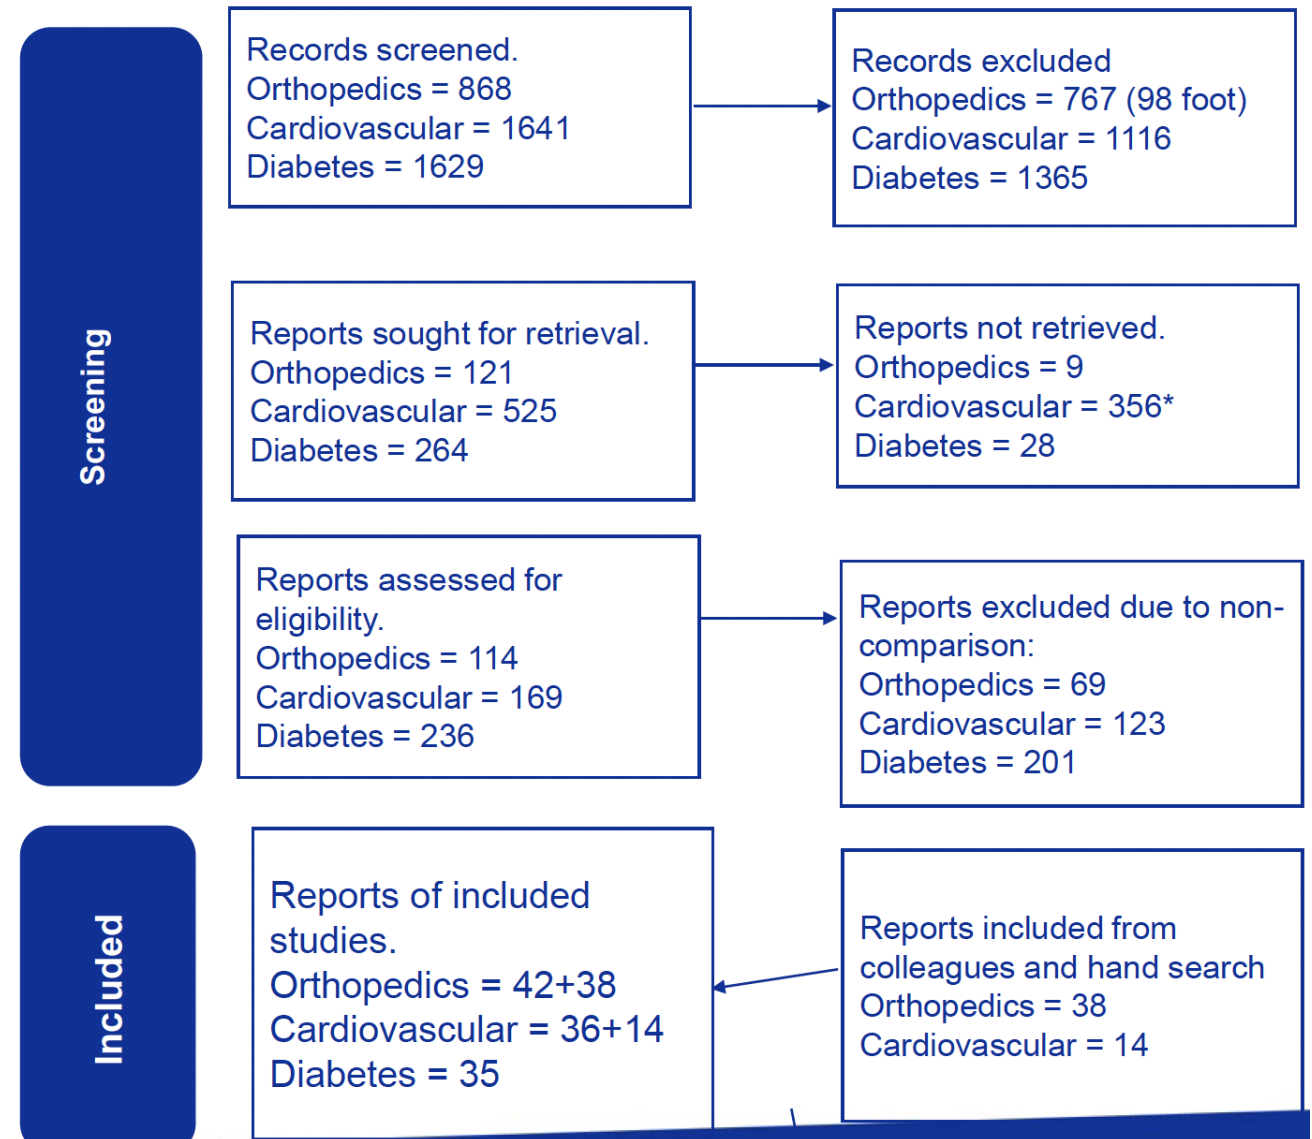 Screening
Records screened.
Orthopedics = 868
Cardiovascular = 1641
Diabetes = 1629
Records excluded
Orthopedics = 767 (98 foot)
Cardiovascular = 1116
Diabetes = 1365
Reports sought for retrieval.
Orthopedics = 121
Cardiovascular = 525
Diabetes = 264
Reports not retrieved.
Orthopedics = 9
Cardiovascular = 356*
Diabetes = 28
Reports assessed for
eligibility.
Orthopedics = 114
Cardiovascular = 169
Diabetes = 236
Reports excluded due to non-
comparison:
Orthopedics = 69
Cardiovascular = 123
Diabetes = 201
Included
Reports of included
studies.
Orthopedics = 42+38
Cardiovascular = 36+14
Diabetes = 35
Reports included from
colleagues and hand search
Orthopedics = 38
Cardiovascular = 14